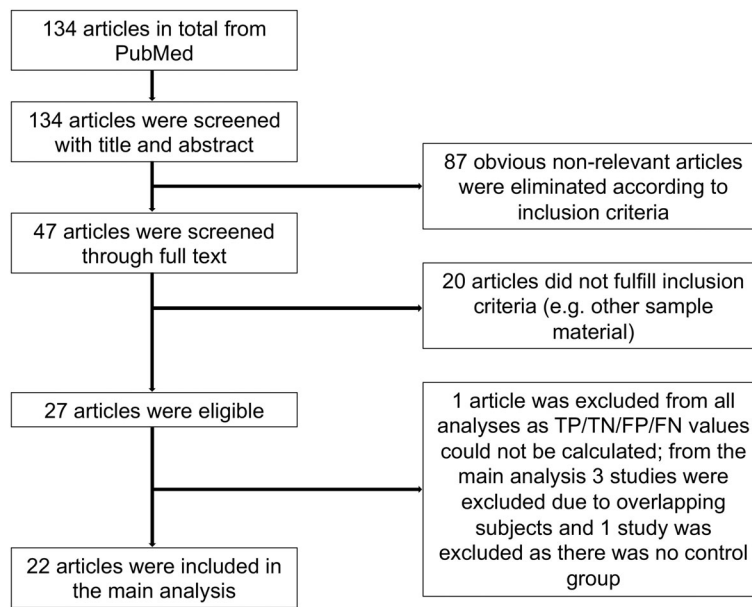 134 articles in total from
PubMed
134 articles were screened
with title and abstract
87 obvious non-relevant articles
were eliminated according to
inclusion criteria
47 articles were screened
through full text
20 articles did not fulfill inclusion
criteria (e.g. other sample
material)
27 articles were eligible
1 article was excluded from all
analyses as TP/TN/FP/FN values
could not be calculated; from the
main analysis 3 studies were
excluded due to overlapping
subjects and 1 study was
excluded as there was no control
group
22 articles were included in
the main analysis